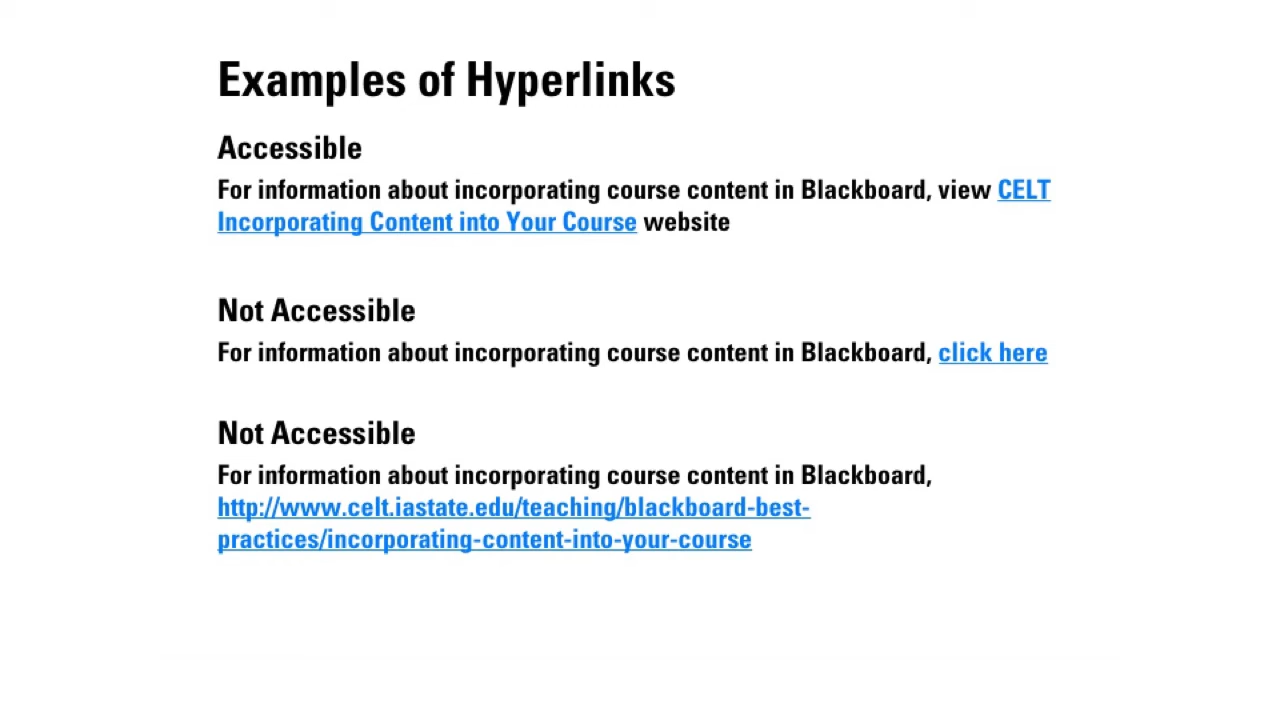 Examples of Hyperlinks
Accessible
For information about incorporating course content in Blackboard, view CELT
Incorporating Content into Your Course website
Not Accessible
For information about incorporating course content in Blackboard, click here
Not Accessible
For information about incorporating course content in Blackboard,
http://www.celt.iastate.edu/teaching/blackboard-best-
practices/incorporating-content-into-your-course